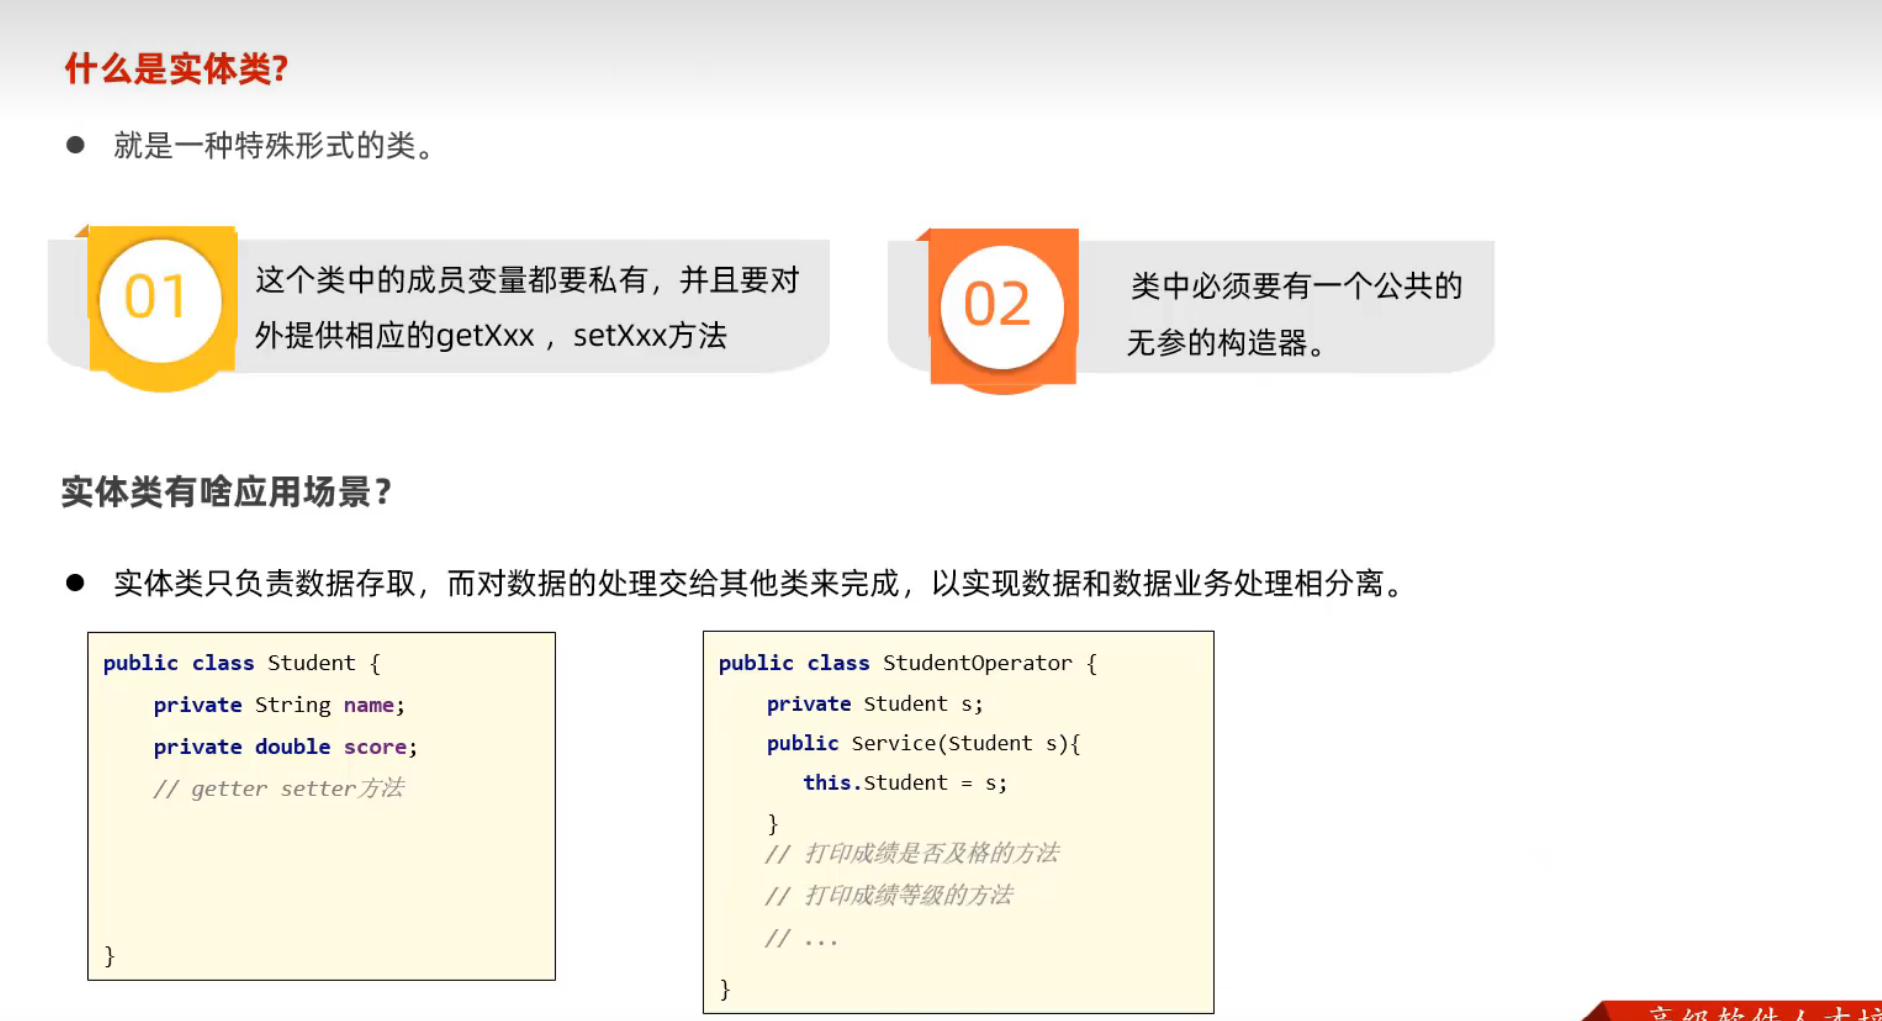 什么是实体类?
● 就是一种特殊形式的类。
01
这个类中的成员变量都要私有，并且要对
外提供相应的getXxx ，setXxx方法
02
类中必须要有一个公共的
无参的构造器。
实体类有啥应用场景？
● 实体类只负责数据存取，而对数据的处理交给其他类来完成，以实现数据和数据业务处理相分离。
public class Student {
private String name;
private double score;
// getter setter方法
}
public class StudentOperator {
private Student s;
public Service(Student s){
this.Student = s;
}
// 打印成绩是否及格的方法
// 打印成绩等级的方法
// ...
}
高级软件人才培